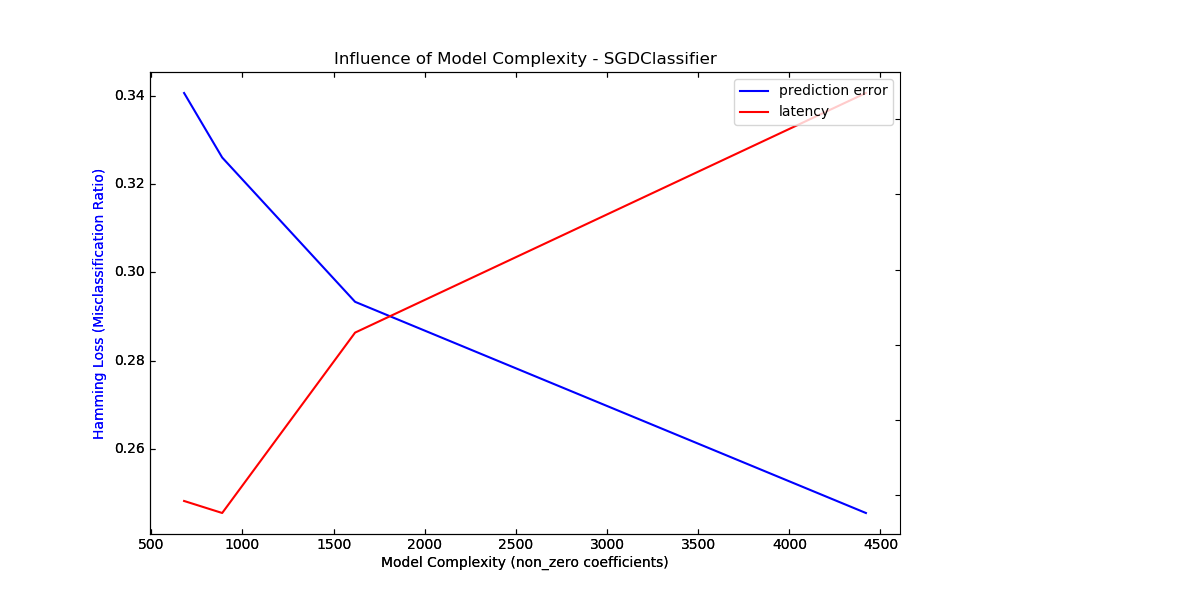 Influence of Model Complexity - SGDClassifier
prediction error
latency
0.34
0.32
0.30
0.28
0.26
Hamming Loss (Misclassification Ratio)
500 1000 1500 2000 2500 3000 3500 4000 4500
Model Complexity (non_zero coefficients)